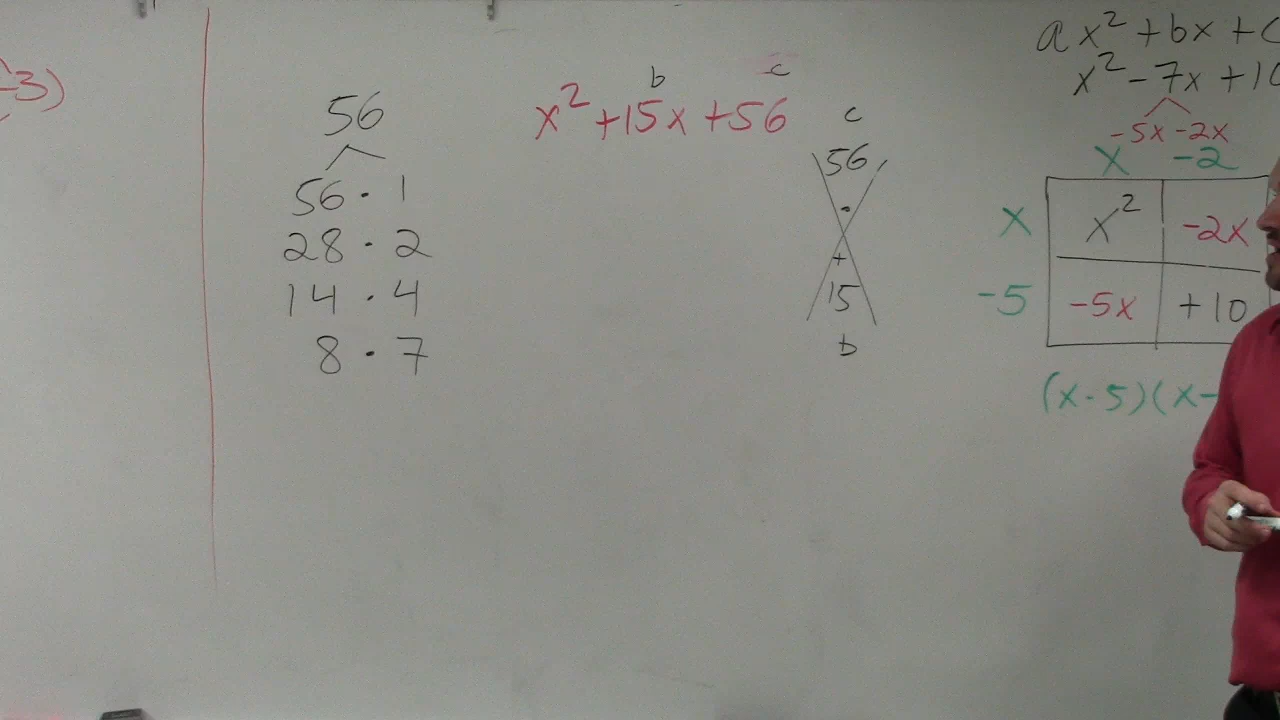 -3)
56
56 · 1
28 · 2
14 · 4
8 · 7
b c
x² +15x +56
c
56
·
+
15
b
ax² + bx + c
x² - 7x + 10
-5x -2x
x -2
x x² -2x
-5 -5x +10
(x - 5)(x -